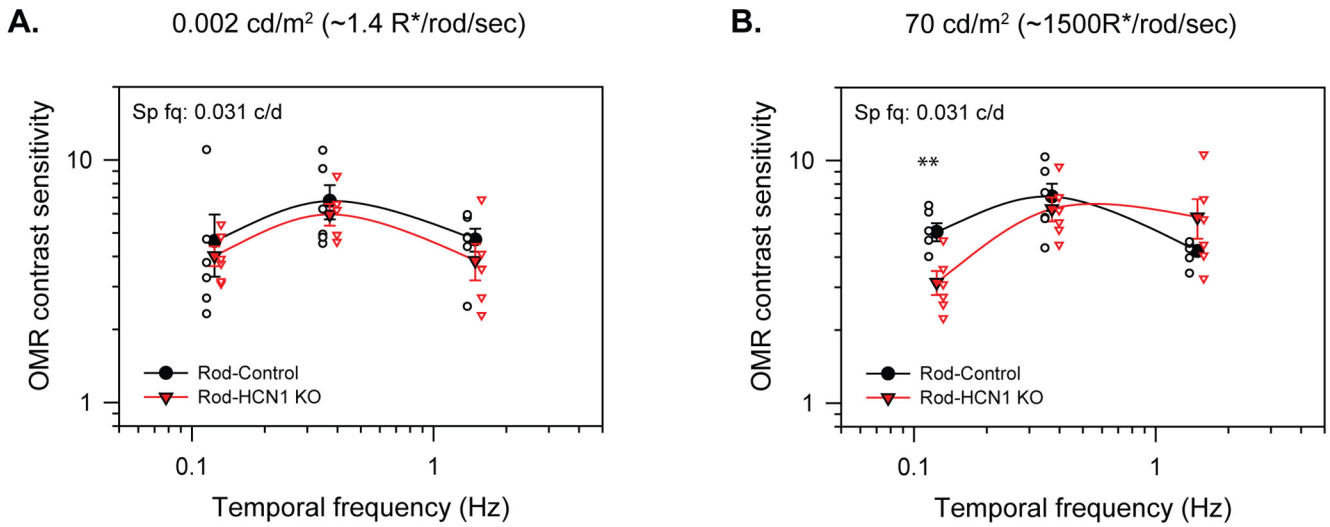 A.
0.002 cd/m² (~1.4 R*/rod/sec)
Sp fq: 0.031 c/d
OMR contrast sensitivity
10
1
Rod-Control
Rod-HCN1 KO
0.1
1
Temporal frequency (Hz)
B.
70 cd/m² (~1500R*/rod/sec)
Sp fq: 0.031 c/d
OMR contrast sensitivity
10
1
**
Rod-Control
Rod-HCN1 KO
0.1
1
Temporal frequency (Hz)